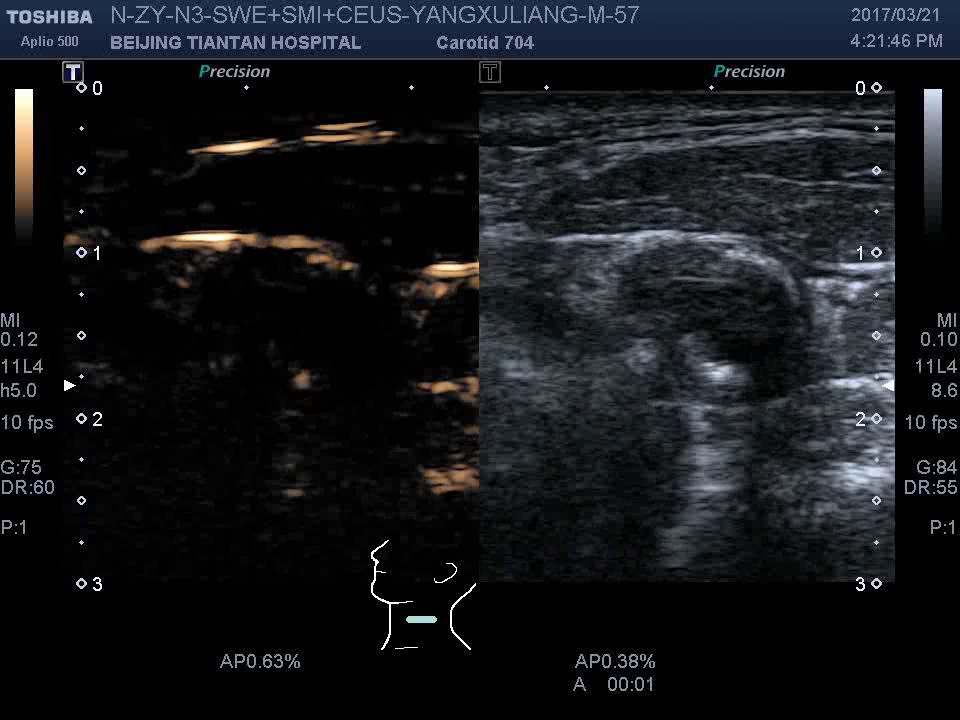 TOSHIBA N-ZY-N3-SWE+SMI+CEUS-YANGXULIANG-M-57 2017/03/21
Aplio 500 BEIJING TIANTAN HOSPITAL Carotid 704 4:21:46 PM
T Precision T Precision
0 0
1 1
MI MI
0.12 0.10
11L4 11L4
h5.0 8.6
10 fps 2 2 10 fps
G:75 G:84
DR:60 DR:55
P:1 P:1
3 3
AP0.63% AP0.38%
A 00:01